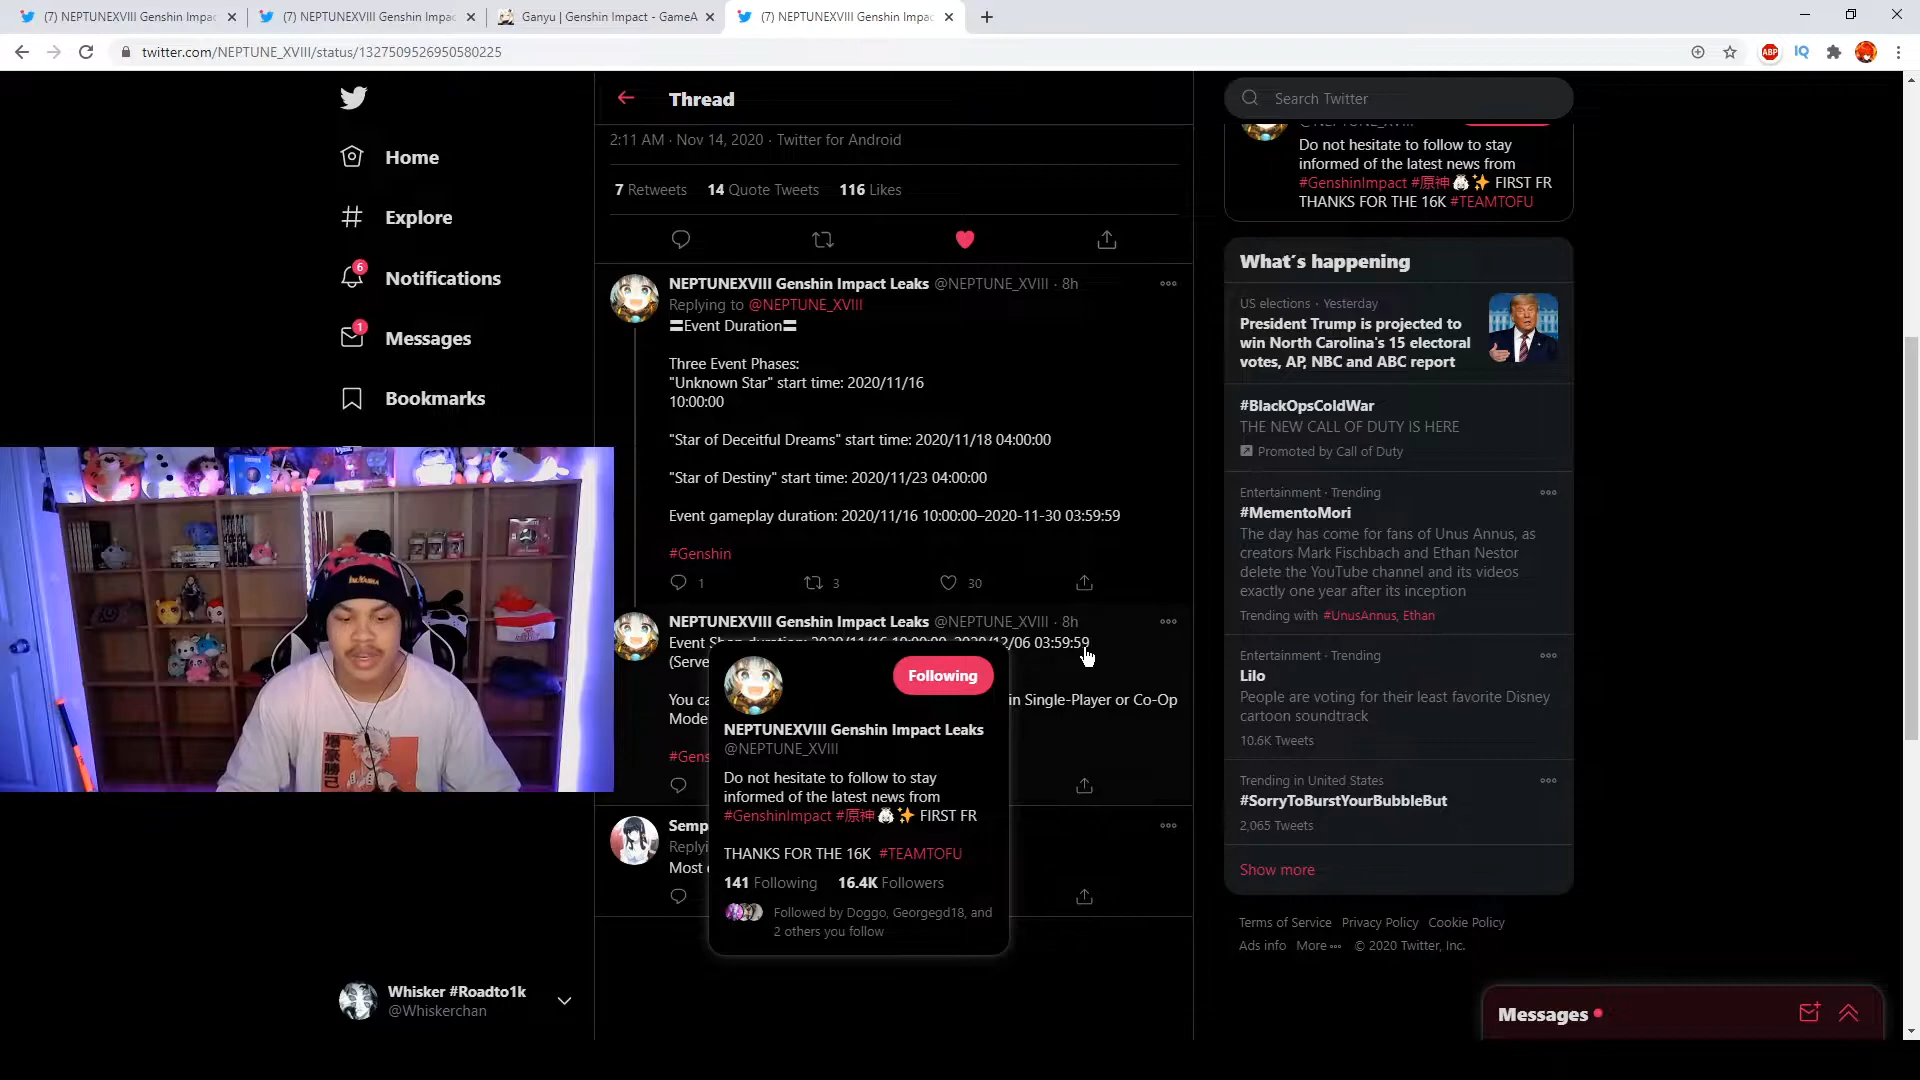 (7) NEPTUNEXVIII Genshin Impac
(7) NEPTUNEXVIII Genshin Impac
Ganyu | Genshin Impact - GameA
(7) NEPTUNEXVIII Genshin Impac
twitter.com/NEPTUNE_XVIII/status/1327509526950580225
ABP
IQ
Home
Explore
6
Notifications
1
Messages
Bookmarks
Whisker #Roadto1k
@Whiskerchan
Thread
2:11 AM · Nov 14, 2020 · Twitter for Android
7 Retweets 14 Quote Tweets 116 Likes
NEPTUNEXVIII Genshin Impact Leaks @NEPTUNE_XVIII · 8h
Replying to @NEPTUNE_XVIII
〓Event Duration〓
Three Event Phases:
"Unknown Star" start time: 2020/11/16
10:00:00
"Star of Deceitful Dreams" start time: 2020/11/18 04:00:00
"Star of Destiny" start time: 2020/11/23 04:00:00
Event gameplay duration: 2020/11/16 10:00:00–2020-11-30 03:59:59
#Genshin
1 3 30
NEPTUNEXVIII Genshin Impact Leaks @NEPTUNE_XVIII · 8h
Event Shop duration: 2020/11/16 10:00:00–2020/12/06 03:59:59
(Serve
You ca in Single-Player or Co-Op
Mode
#Gens
Following
NEPTUNEXVIII Genshin Impact Leaks
@NEPTUNE_XVIII
Do not hesitate to follow to stay
informed of the latest news from
#GenshinImpact #原神🍙✨ FIRST FR
THANKS FOR THE 16K #TEAMTOFU
141 Following 16.4K Followers
Followed by Doggo, Georgegd18, and
2 others you follow
Semp
Replyi
Most
Search Twitter
@NEPTUNE_XVIII
Do not hesitate to follow to stay
informed of the latest news from
#GenshinImpact #原神🍙✨ FIRST FR
THANKS FOR THE 16K #TEAMTOFU
What's happening
US elections · Yesterday
President Trump is projected to
win North Carolina's 15 electoral
votes, AP, NBC and ABC report
#BlackOpsColdWar
THE NEW CALL OF DUTY IS HERE
Promoted by Call of Duty
Entertainment · Trending
#MementoMori
The day has come for fans of Unus Annus, as
creators Mark Fischbach and Ethan Nestor
delete the YouTube channel and its videos
exactly one year after its inception
Trending with #UnusAnnus, Ethan
Entertainment · Trending
Lilo
People are voting for their least favorite Disney
cartoon soundtrack
10.6K Tweets
Trending in United States
#SorryToBurstYourBubbleBut
2,065 Tweets
Show more
Terms of Service Privacy Policy Cookie Policy
Ads info More © 2020 Twitter, Inc.
Messages